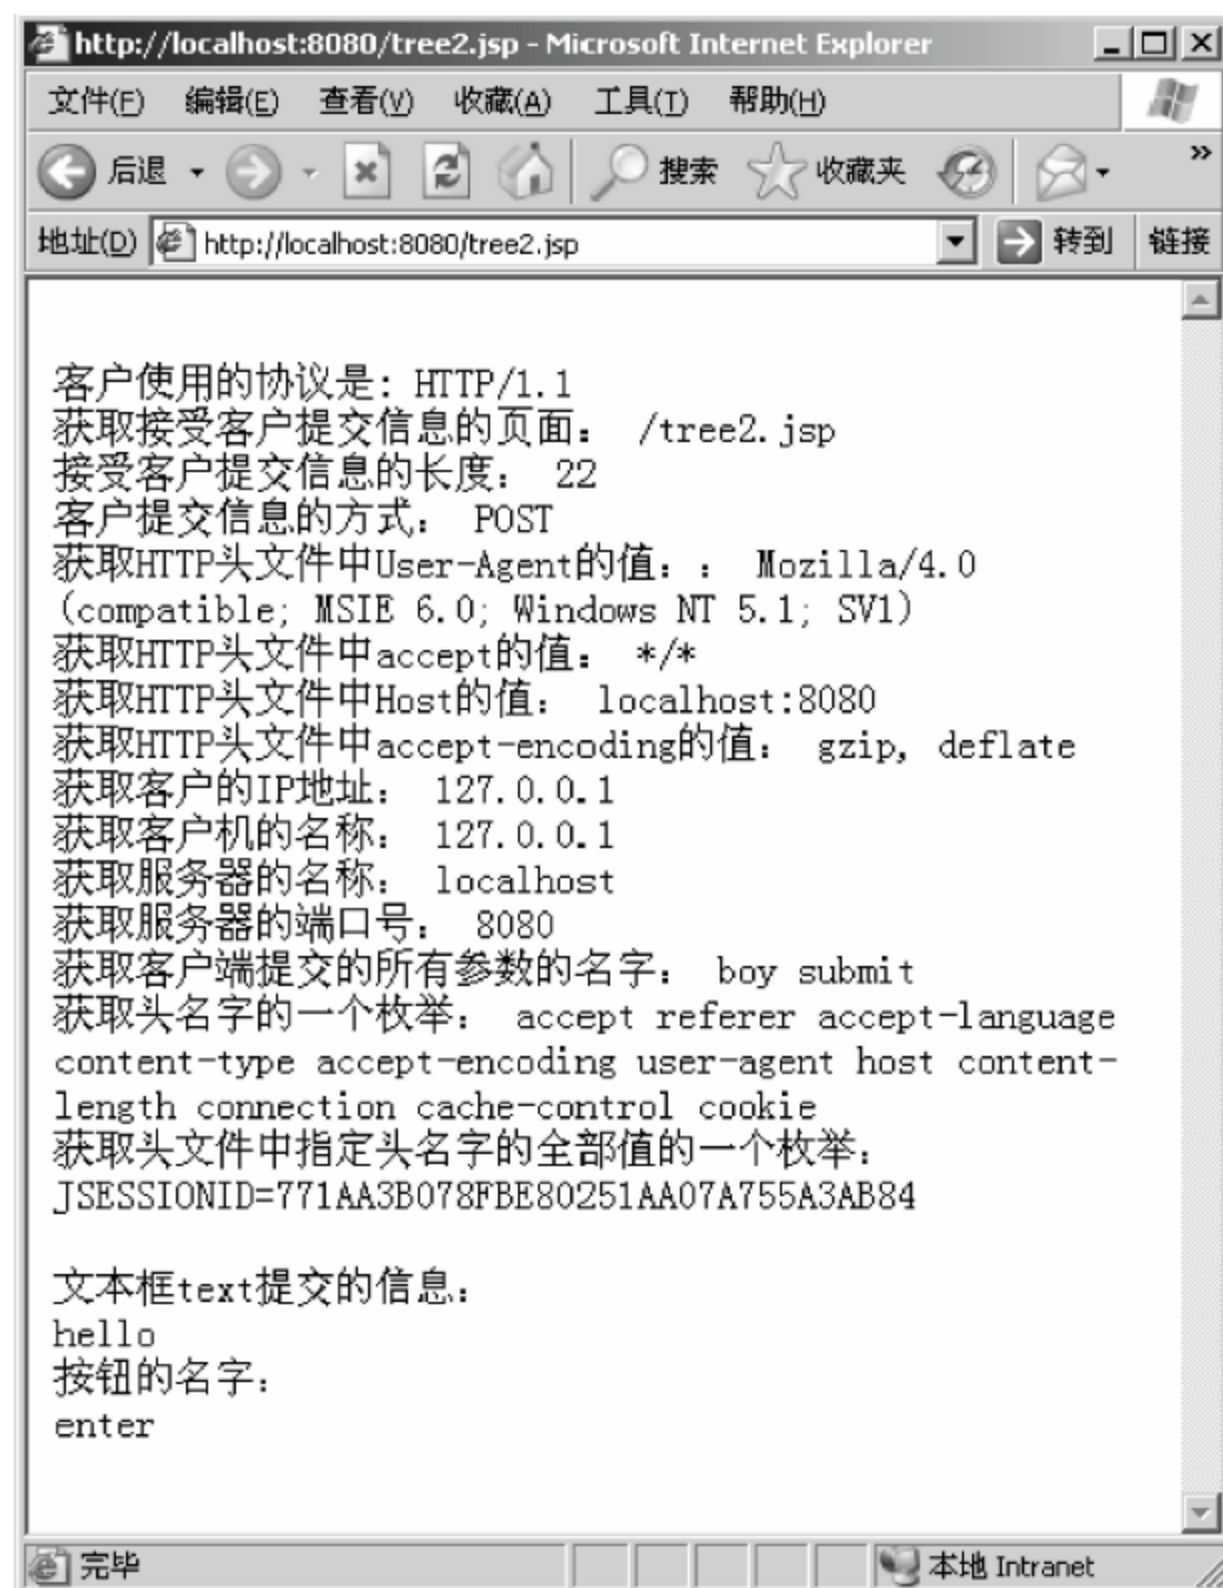 http://localhost:8080/tree2.jsp - Microsoft Internet Explorer
文件(F) 编辑(E) 查看(V) 收藏(A) 工具(T) 帮助(H)
后退 搜索 收藏夹 »
地址(D) http://localhost:8080/tree2.jsp 转到 链接
客户使用的协议是: HTTP/1.1
获取接受客户提交信息的页面： /tree2.jsp
接受客户提交信息的长度： 22
客户提交信息的方式： POST
获取HTTP头文件中User-Agent的值：： Mozilla/4.0
(compatible; MSIE 6.0; Windows NT 5.1; SV1)
获取HTTP头文件中accept的值： */*
获取HTTP头文件中Host的值： localhost:8080
获取HTTP头文件中accept-encoding的值： gzip, deflate
获取客户的IP地址： 127.0.0.1
获取客户机的名称： 127.0.0.1
获取服务器的名称： localhost
获取服务器的端口号： 8080
获取客户端提交的所有参数的名字： boy submit
获取头名字的一个枚举： accept referer accept-language
content-type accept-encoding user-agent host content-
length connection cache-control cookie
获取头文件中指定头名字的全部值的一个枚举：
JSESSIONID=771AA3B078FBE80251AA07A755A3AB84
文本框text提交的信息：
hello
按钮的名字：
enter
完毕 本地 Intranet